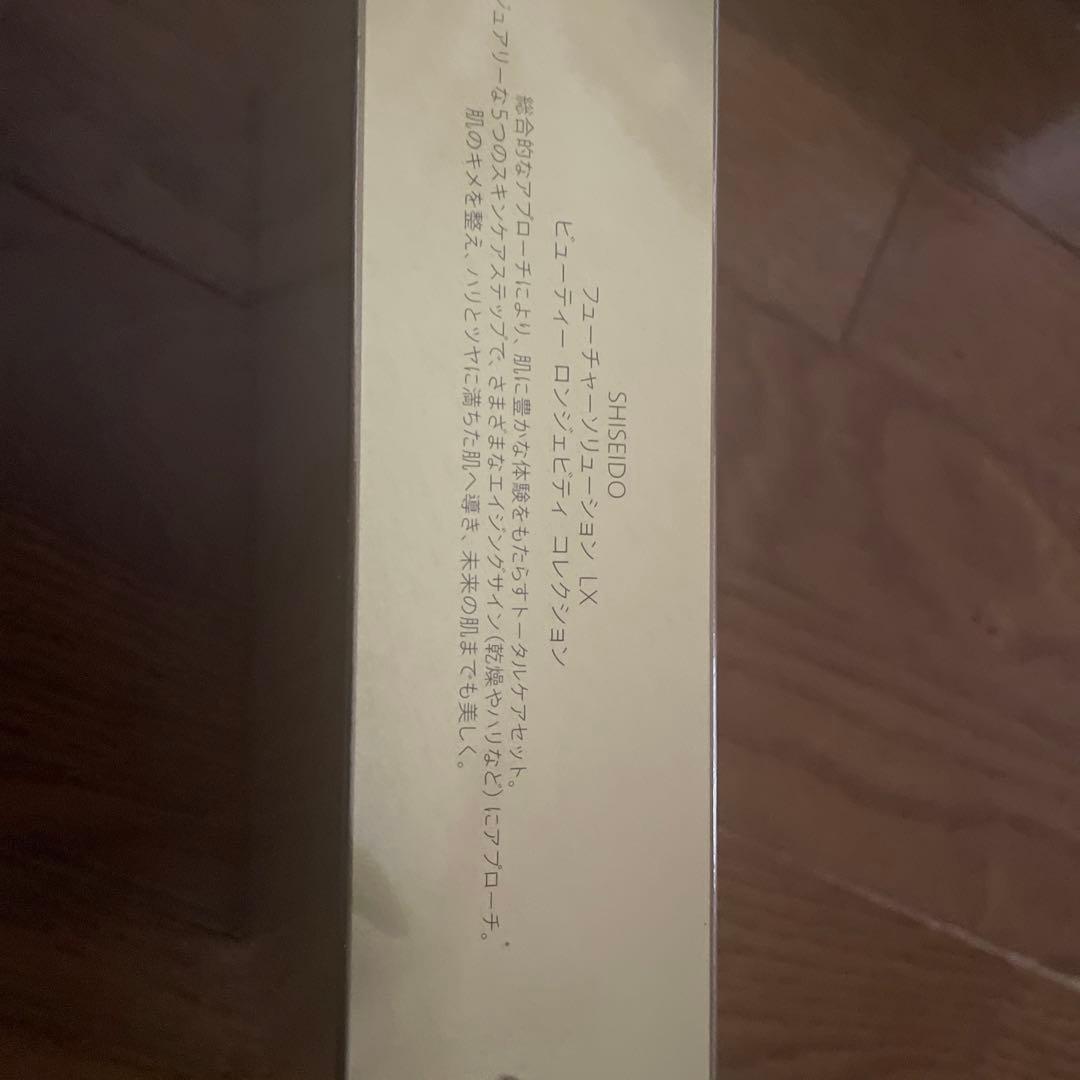 SHISEIDO
フューチャーソリューション LX
ビューティー ロンジェビティ コレクション
総合的なアプローチにより、肌に豊かな体験をもたらすトータルケアセット。
ジュアリーな5つのスキンケアステップで、さまざまなエイジングサイン(乾燥やハリなど)にアプローチ。*
肌のキメを整え、ハリとツヤに満ちた肌へ導き、未来の肌までも美しく。